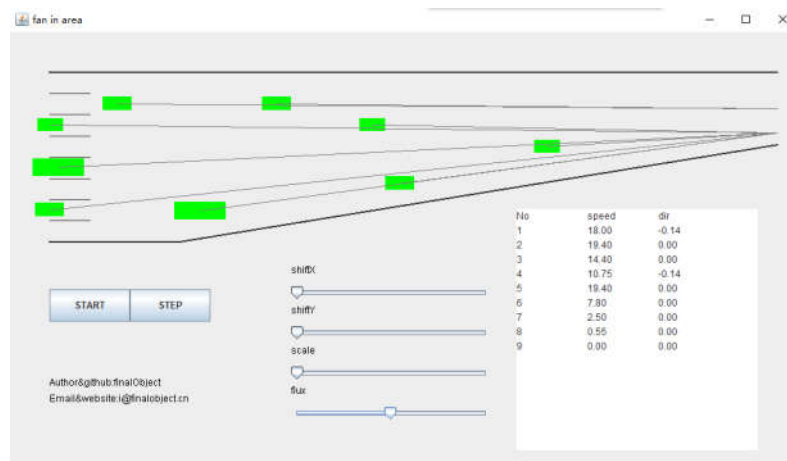 fan in area
No speed dir
1 18.00 -0.14
2 19.40 0.00
3 14.40 0.00
4 10.75 -0.14
5 19.40 0.00
6 7.80 0.00
7 2.50 0.00
8 0.55 0.00
9 0.00 0.00
shiftX
shiftY
scale
flux
START STEP
Author&github:finalObject
Email&website:i@finalobject.cn